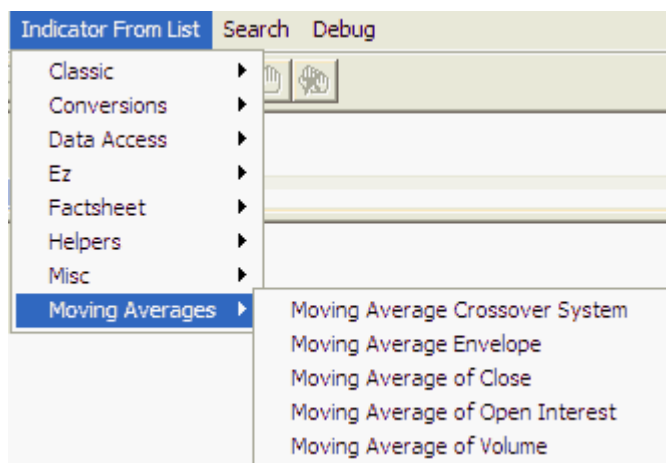 Indicator From List Search Debug
Classic
Conversions
Data Access
Ez
Factsheet
Helpers
Misc
Moving Averages
Moving Average Crossover System
Moving Average Envelope
Moving Average of Close
Moving Average of Open Interest
Moving Average of Volume